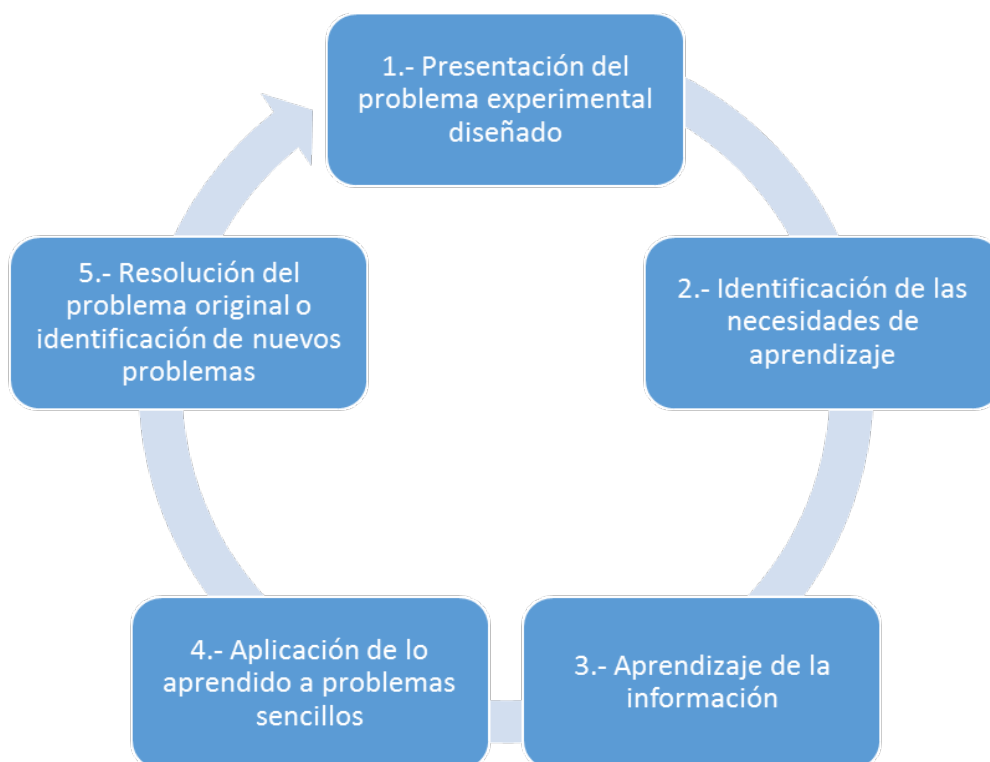 1.- Presentación del
problema experimental
diseñado
2.- Identificación de las
necesidades de
aprendizaje
3.- Aprendizaje de la
información
4.- Aplicación de lo
aprendido a problemas
sencillos
5.- Resolución del
problema original o
identificación de nuevos
problemas